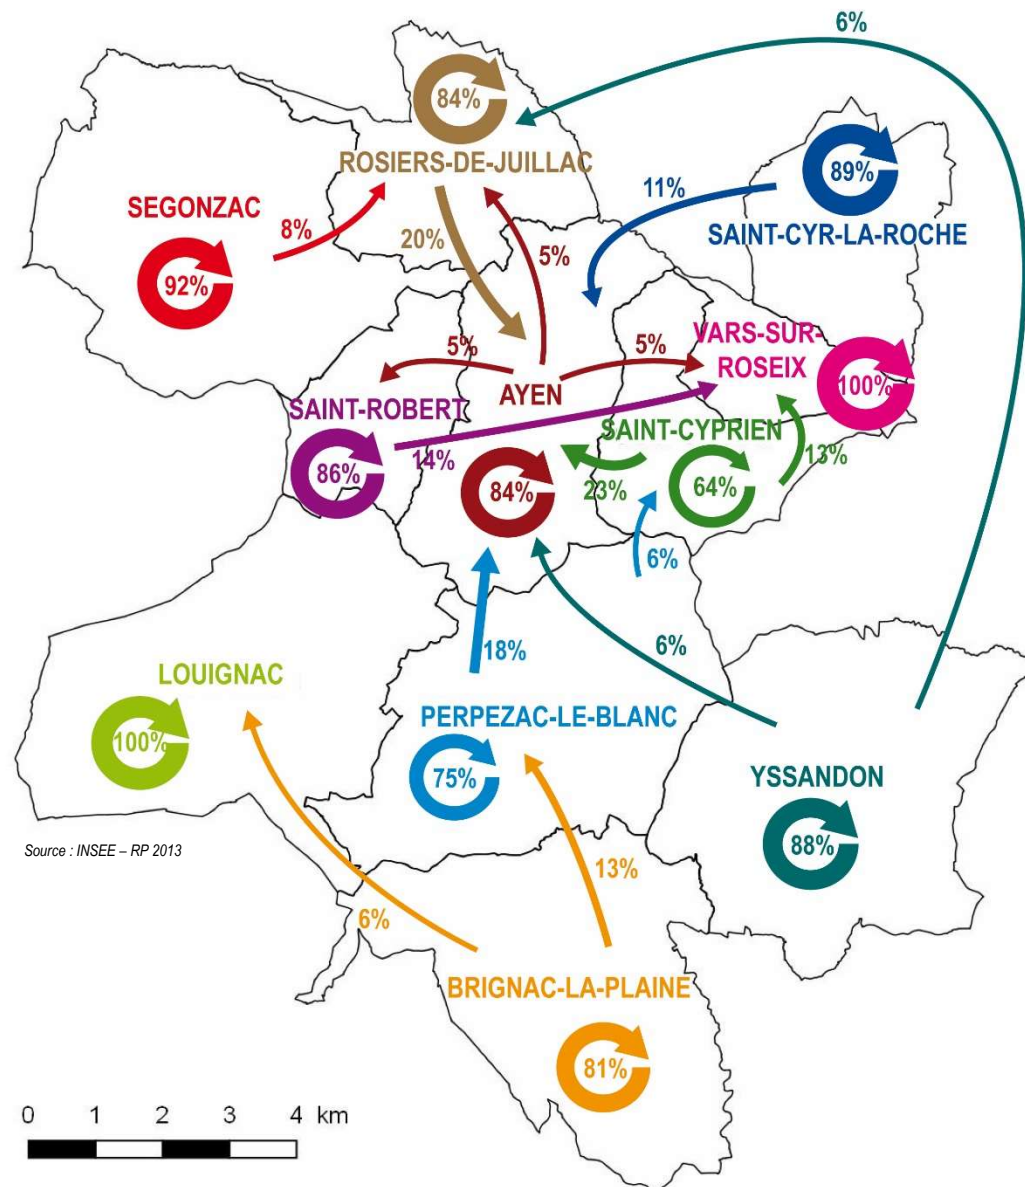 6%
84%
ROSIERS-DE-JUILLAC
11%
89%
SAINT-CYR-LA-ROCHE
SEGONZAC
8%
92%
20%
5%
5%
5%
AYEN
VARS-SUR-
ROSEIX
100%
SAINT-ROBERT
86%
14%
84%
SAINT-CYPRIEN
23%
64%
13%
6%
18%
6%
LOUIGNAC
100%
PERPEZAC-LE-BLANC
75%
YSSANDON
88%
Source : INSEE – RP 2013
6%
13%
BRIGNAC-LA-PLAINE
81%
0 1 2 3 4 km